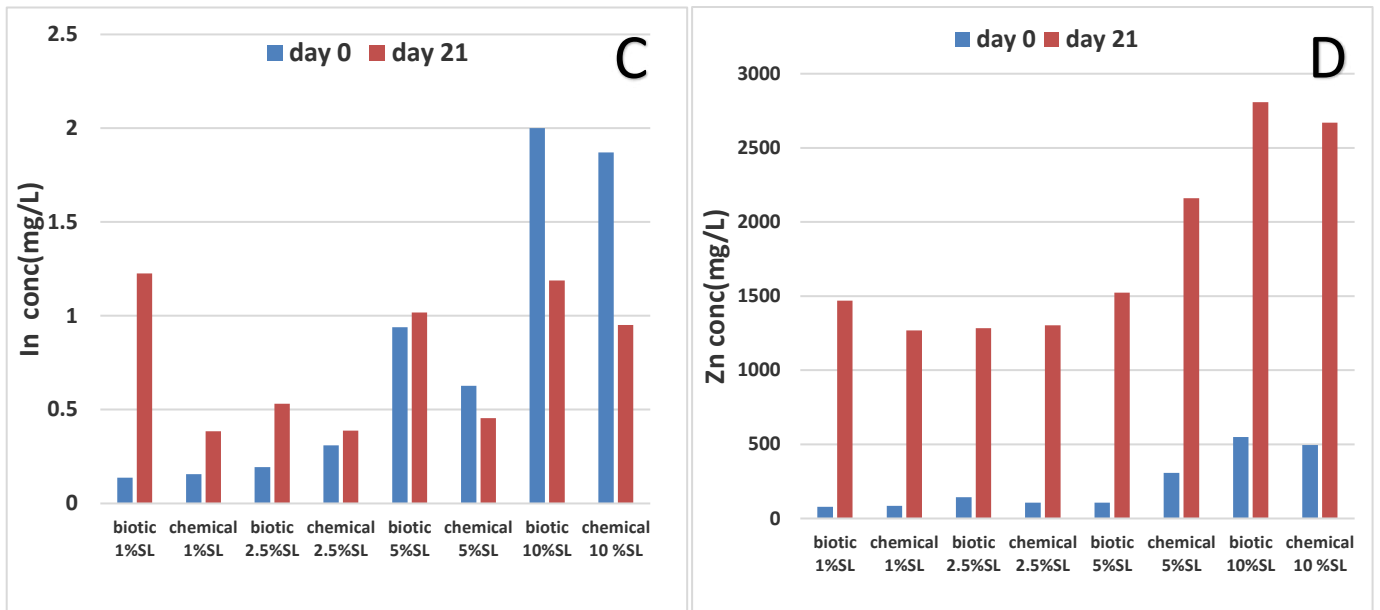 C
day 0 day 21
In conc(mg/L)
2.5
2
1.5
1
0.5
0
biotic 1%SL
chemical 1%SL
biotic 2.5%SL
chemical 2.5%SL
biotic 5%SL
chemical 5%SL
biotic 10%SL
chemical 10 %SL
D
day 0 day 21
Zn conc(mg/L)
3000
2500
2000
1500
1000
500
0
biotic 1%SL
chemical 1%SL
biotic 2.5%SL
chemical 2.5%SL
biotic 5%SL
chemical 5%SL
biotic 10%SL
chemical 10 %SL